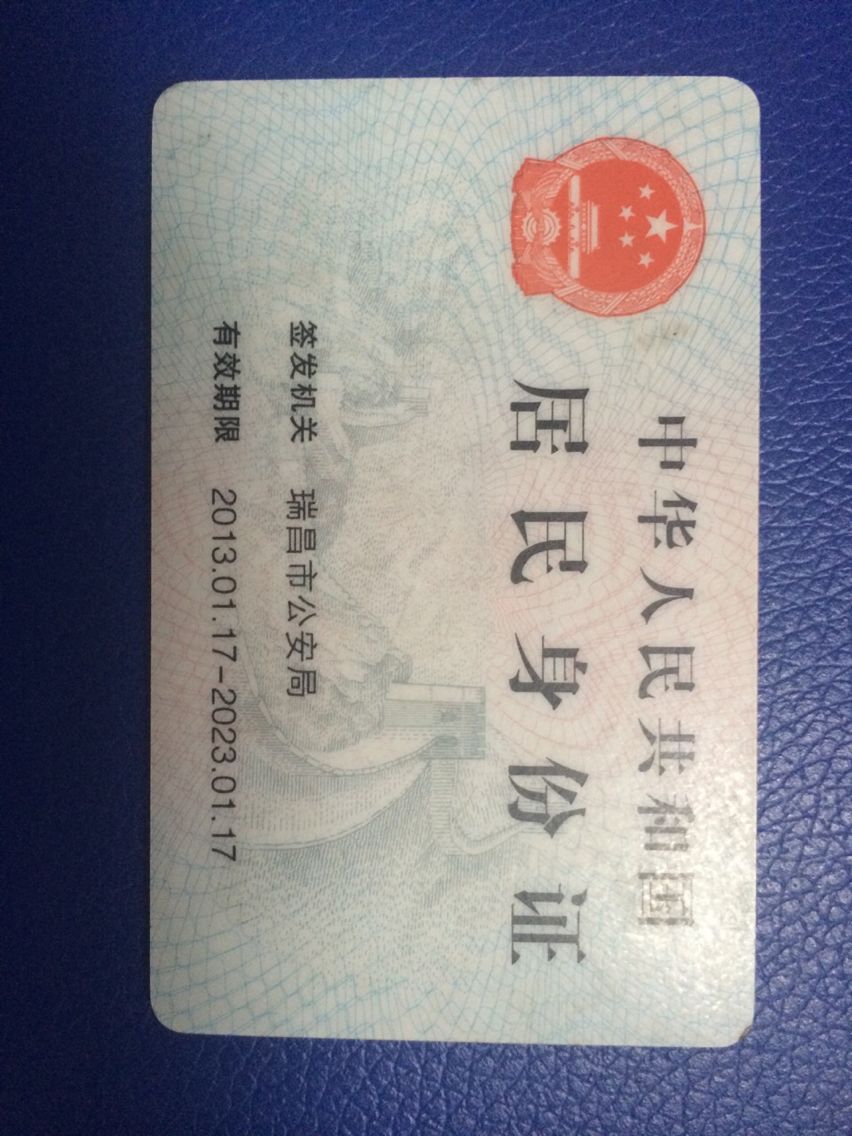 中华人民共和国
居民身份证
签发机关 瑞昌市公安局
有效期限 2013.01.17-2023.01.17